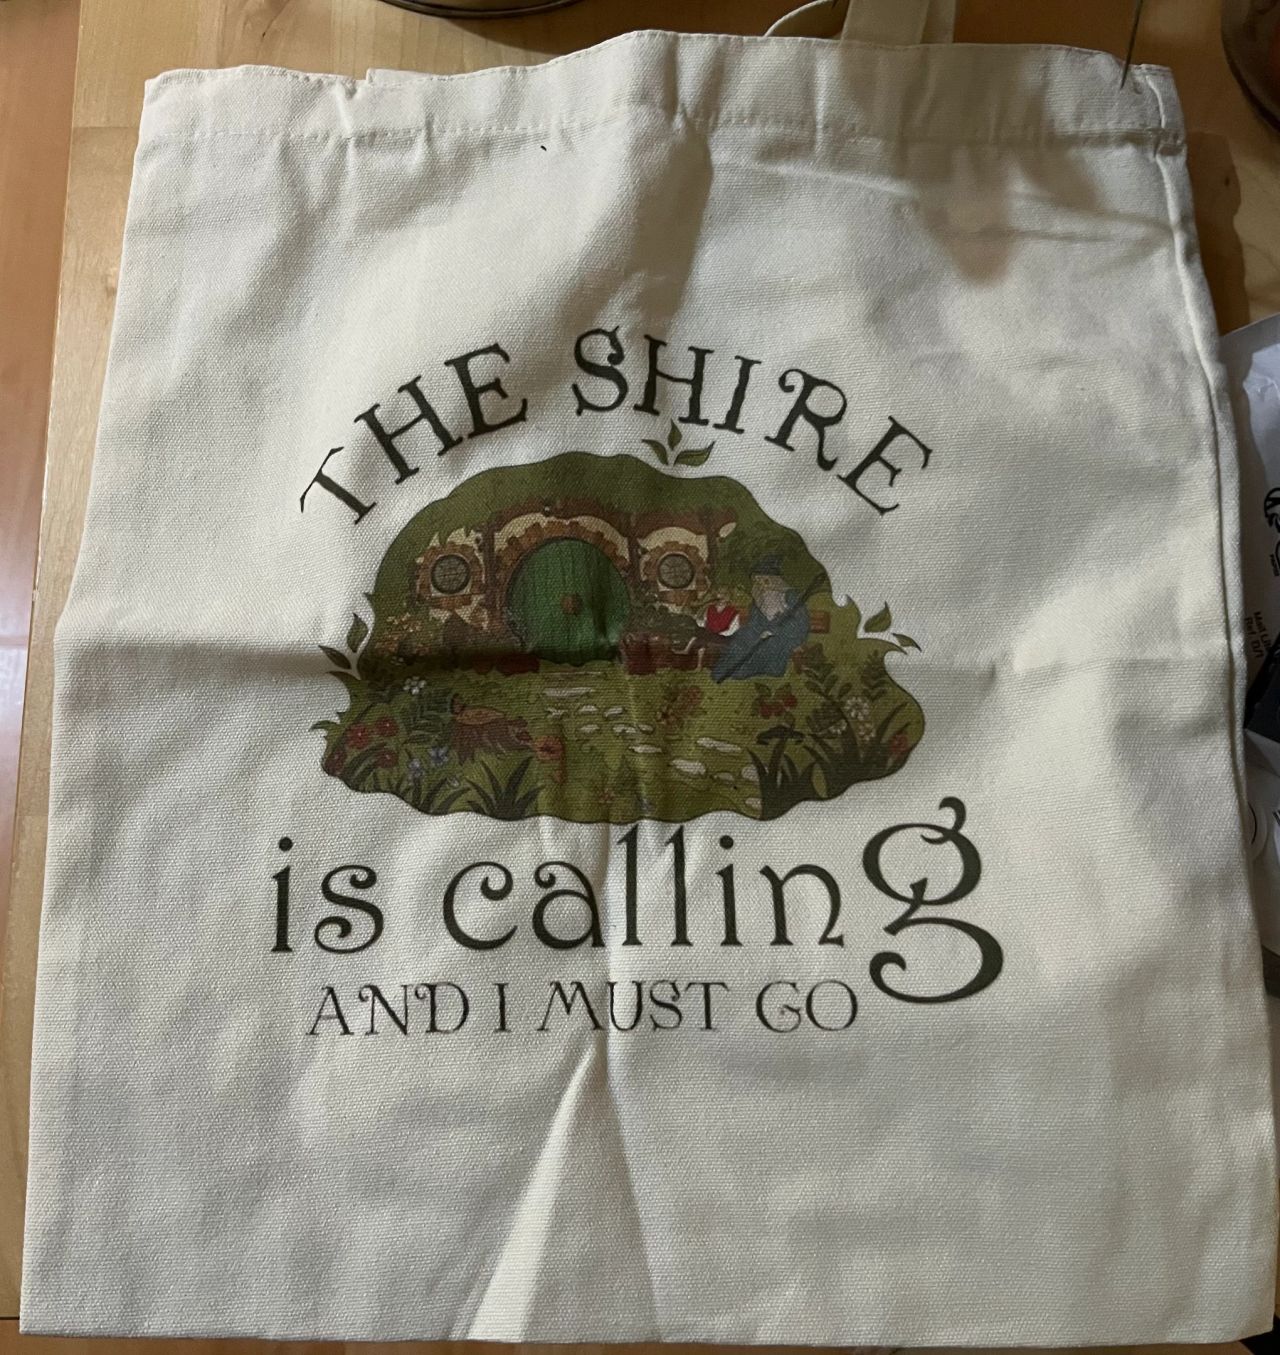 THE SHIRE
is calling
AND I MUST GO